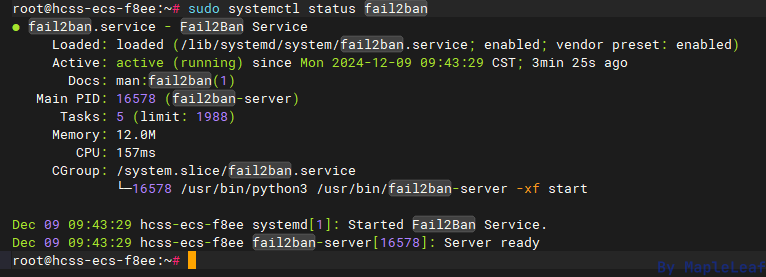 root@hcss-ecs-f8ee:~# sudo systemctl status fail2ban
● fail2ban.service - Fail2Ban Service
Loaded: loaded (/lib/systemd/system/fail2ban.service; enabled; vendor preset: enabled)
Active: active (running) since Mon 2024-12-09 09:43:29 CST; 3min 25s ago
Docs: man:fail2ban(1)
Main PID: 16578 (fail2ban-server)
Tasks: 5 (limit: 1988)
Memory: 12.0M
CPU: 157ms
CGroup: /system.slice/fail2ban.service
└─16578 /usr/bin/python3 /usr/bin/fail2ban-server -xf start
Dec 09 09:43:29 hcss-ecs-f8ee systemd[1]: Started Fail2Ban Service.
Dec 09 09:43:29 hcss-ecs-f8ee fail2ban-server[16578]: Server ready
root@hcss-ecs-f8ee:~#
By MapleLeaf